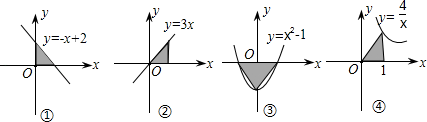 y y y y y=4/x
y=-x+2 y=3x y=x²-1
O x O x O x O 1 x
① ② ③ ④